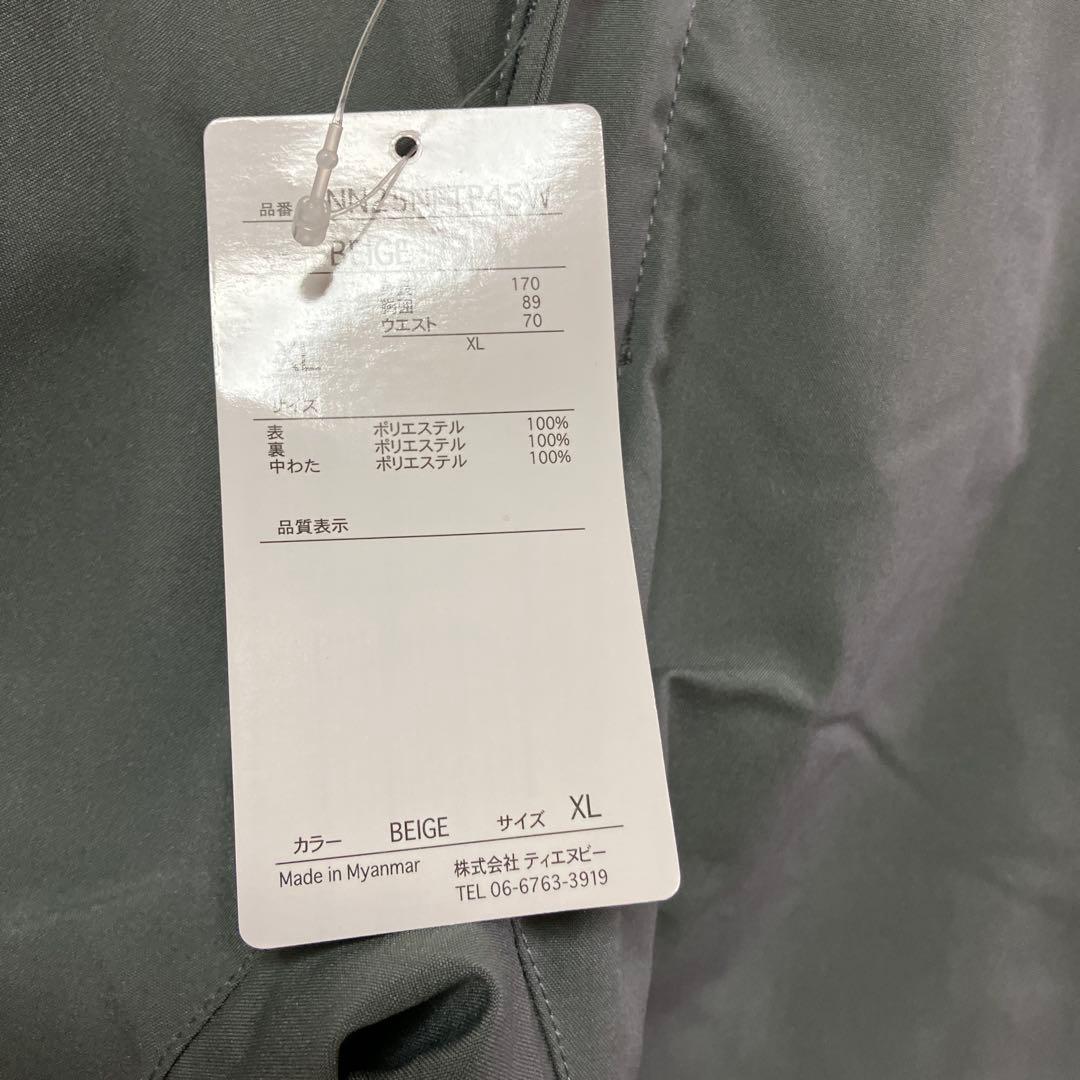 品番
BEIGE
170
胸囲 89
ウエスト 70
XL
XL
サイズ
表 ポリエステル 100%
裏 ポリエステル 100%
中わた ポリエステル 100%
品質表示
カラー BEIGE サイズ XL
Made in Myanmar 株式会社 ティエヌビー
TEL 06-6763-3919